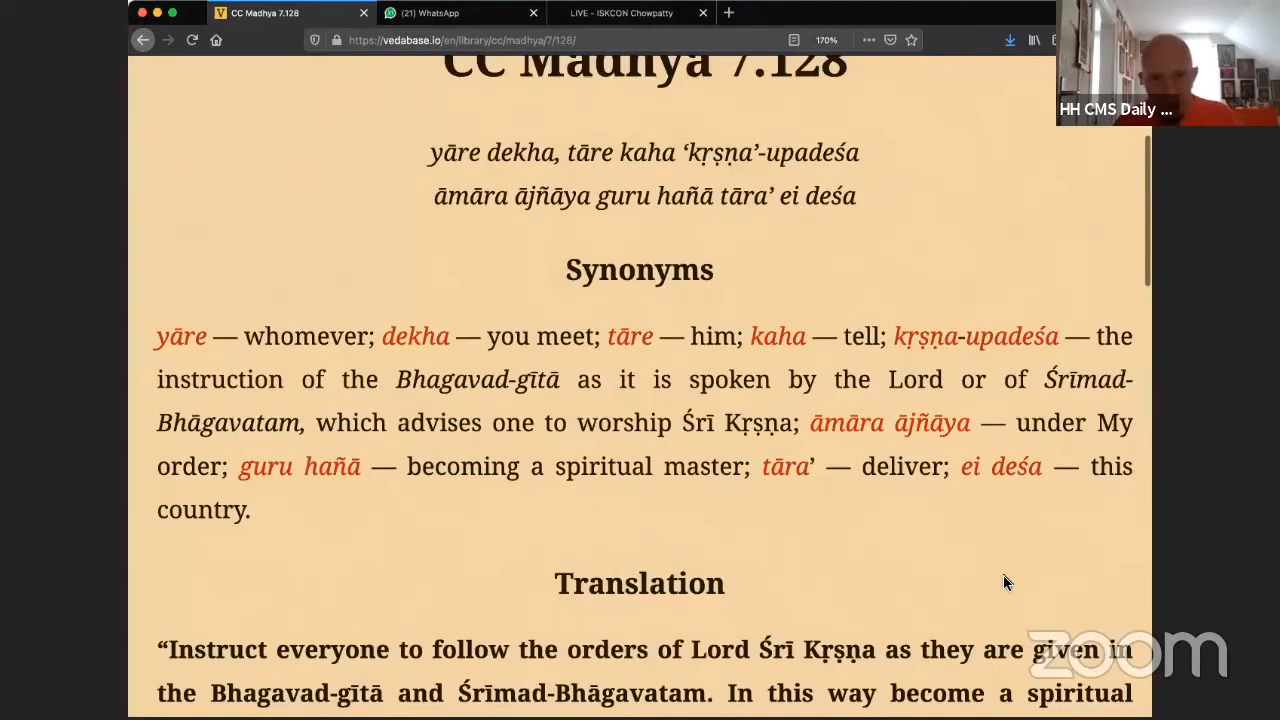 CC Madhya 7.128
(21) WhatsApp
LIVE - ISKCON Chowpatty
https://vedabase.io/en/library/cc/madhya/7/128/
170%
HH CMS Daily ...
CC Madhya 7.128
yāre dekha, tāre kaha ‘kṛṣṇa’-upadeśa
āmāra ājñāya guru hañā tāra’ ei deśa
Synonyms
yāre — whomever; dekha — you meet; tāre — him; kaha — tell; kṛṣṇa-upadeśa — the
instruction of the Bhagavad-gītā as it is spoken by the Lord or of Śrīmad-
Bhāgavatam, which advises one to worship Śrī Kṛṣṇa; āmāra ājñāya — under My
order; guru hañā — becoming a spiritual master; tāra’ — deliver; ei deśa — this
country.
Translation
“Instruct everyone to follow the orders of Lord Śrī Kṛṣṇa as they are given in
the Bhagavad-gītā and Śrīmad-Bhāgavatam. In this way become a spiritual
zoom